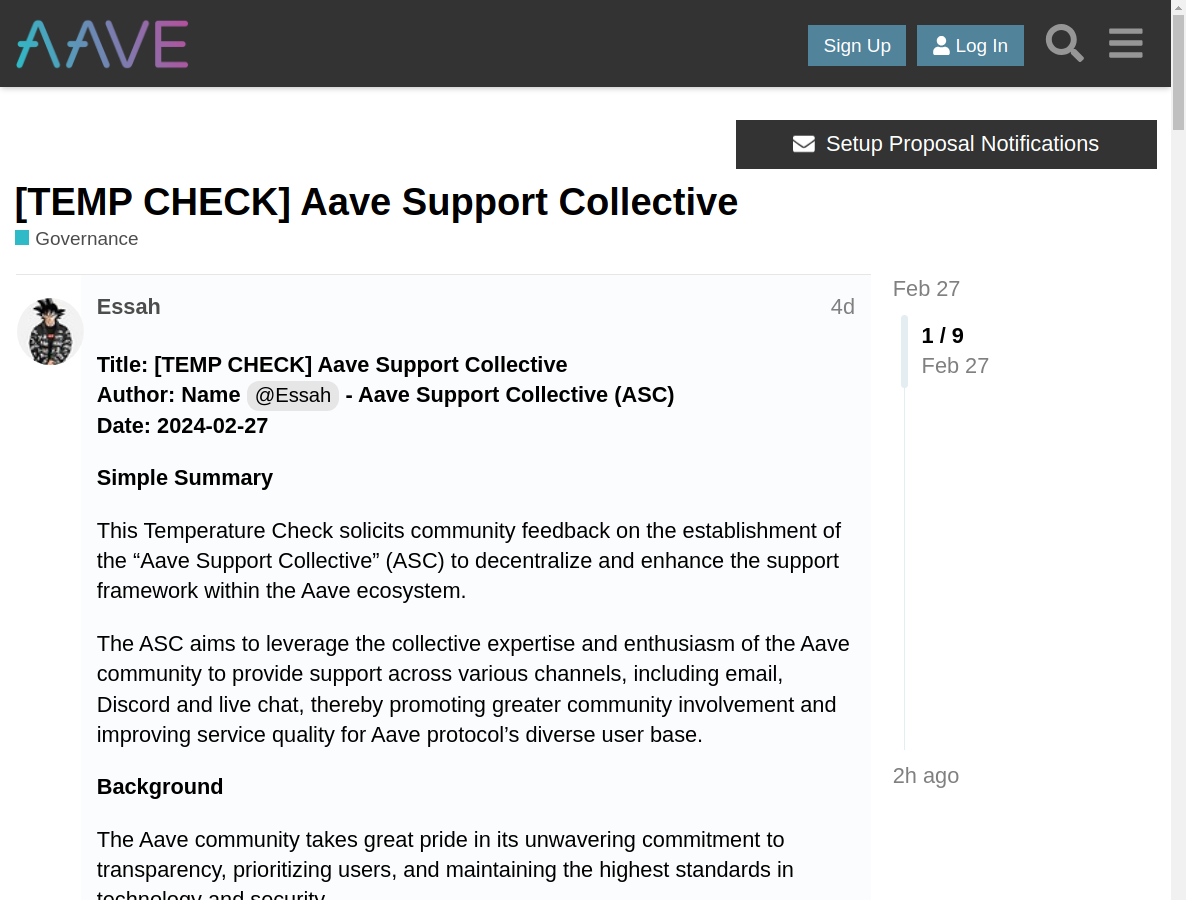 AAVE
Sign Up
Log In
Setup Proposal Notifications
[TEMP CHECK] Aave Support Collective
Governance
Essah
4d
Title: [TEMP CHECK] Aave Support Collective
Author: Name @Essah - Aave Support Collective (ASC)
Date: 2024-02-27
Simple Summary
This Temperature Check solicits community feedback on the establishment of
the “Aave Support Collective” (ASC) to decentralize and enhance the support
framework within the Aave ecosystem.
The ASC aims to leverage the collective expertise and enthusiasm of the Aave
community to provide support across various channels, including email,
Discord and live chat, thereby promoting greater community involvement and
improving service quality for Aave protocol’s diverse user base.
Background
The Aave community takes great pride in its unwavering commitment to
transparency, prioritizing users, and maintaining the highest standards in
technology and security.
Feb 27
1 / 9
Feb 27
2h ago